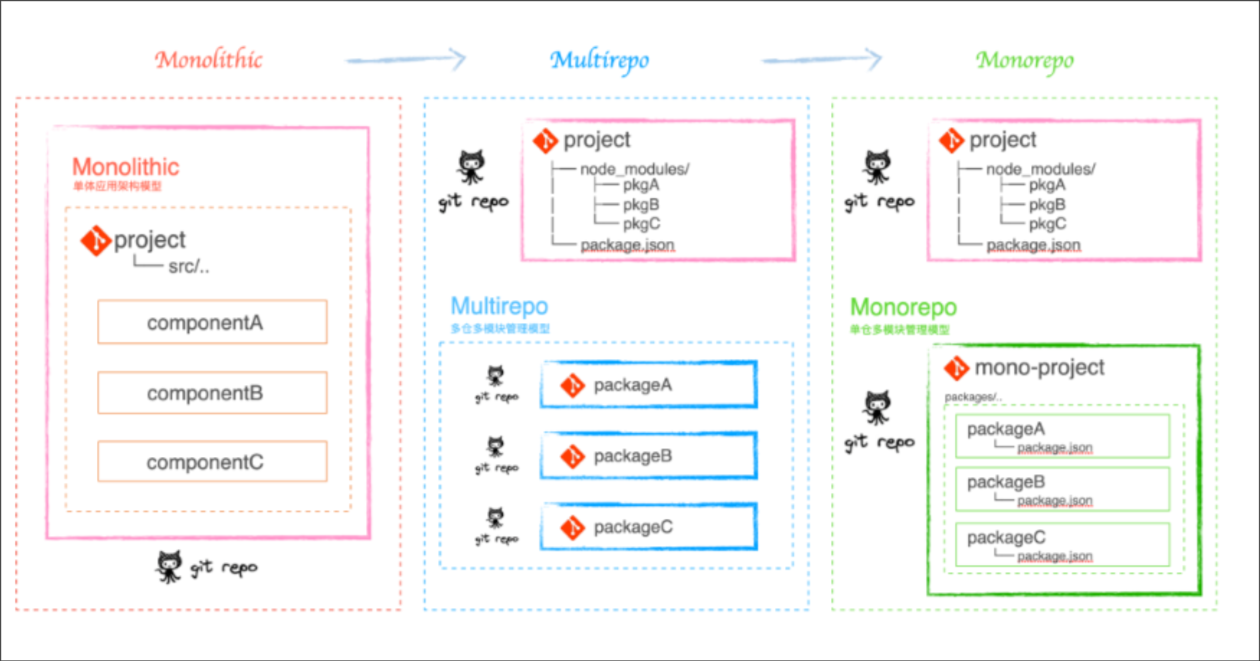 Monolithic
Multirepo
Monorepo
Monolithic
单体应用架构模型
project
src/..
componentA
componentB
componentC
git repo
git repo
project
node_modules/
pkgA
pkgB
pkgC
package.json
Multirepo
多仓多模块管理模型
git repo
packageA
git repo
packageB
git repo
packageC
git repo
project
node_modules/
pkgA
pkgB
pkgC
package.json
Monorepo
单仓多模块管理模型
git repo
mono-project
packages/..
packageA
package.json
packageB
package.json
packageC
package.json